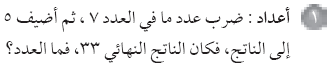 ١ أعداد : ضرب عدد ما في العدد ٧ ، ثم أضيف ٥
إلى الناتج، فكان الناتج النهائي ٣٣، فما العدد؟